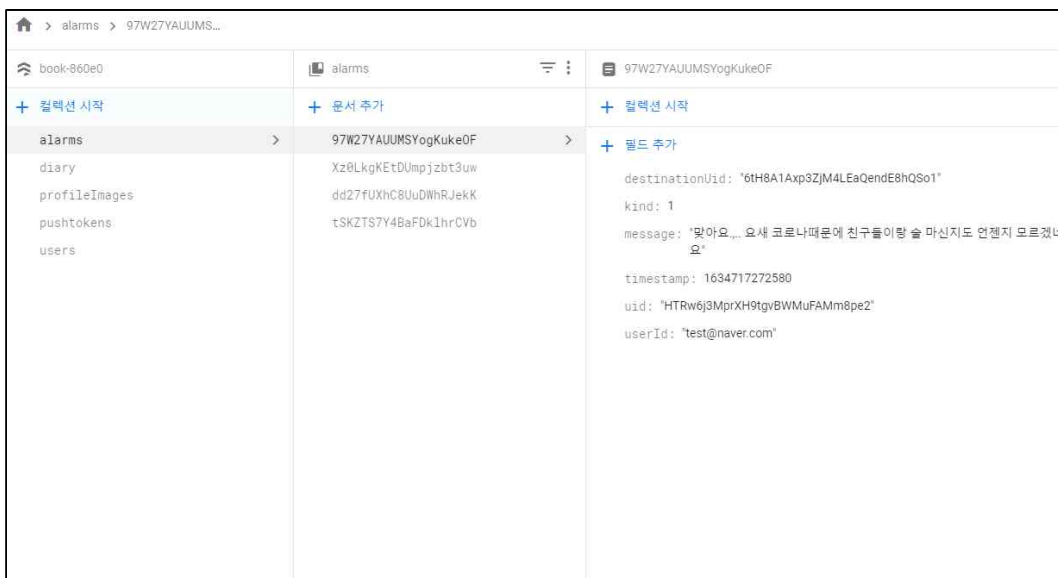 alarms > 97W27YAUUMS...
book-860e0
컬렉션 시작
alarms
diary
profileImages
pushtokens
users
alarms
문서 추가
97W27YAUUMSYogKukeOF
Xz0LkgKEtDUmpjzbt3uw
dd27fUXhC8UuDWhRJekK
tSKZTS7Y4BaFDklhrCVb
97W27YAUUMSYogKukeOF
컬렉션 시작
필드 추가
destinationUid: "6tH8A1Axp3ZjM4LEaQendE8hQSo1"
kind: 1
message: "맞아요.,.. 요새 코로나때문에 친구들이랑 술 마신지도 언젠지 모르겠네
요"
timestamp: 1634717272580
uid: "HTRw6j3MprXH9tgvBWMuFAMm8pe2"
userId: "test@naver.com"